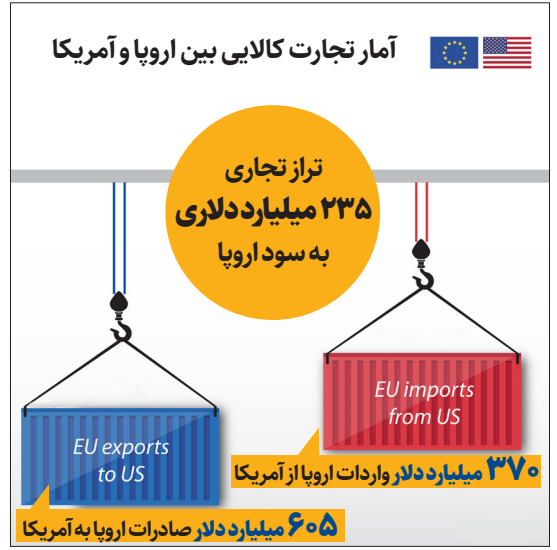 آمار تجارت کالایی بین اروپا و آمریکا
تراز تجاری
۲۳۵ میلیارد دلاری
به سود اروپا
EU imports
from US
۳۷۰ میلیارد دلار واردات اروپا از آمریکا
EU exports
to US
۶۰۵ میلیارد دلار صادرات اروپا به آمریکا